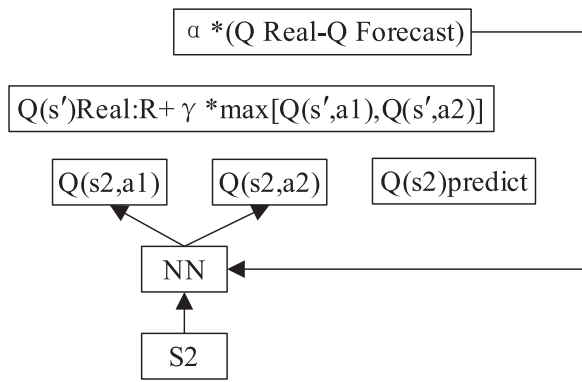 α *(Q Real-Q Forecast)
Q(s′)Real:R+ γ *max[Q(s′,a1),Q(s′,a2)]
Q(s2,a1) Q(s2,a2) Q(s2)predict
NN
S2